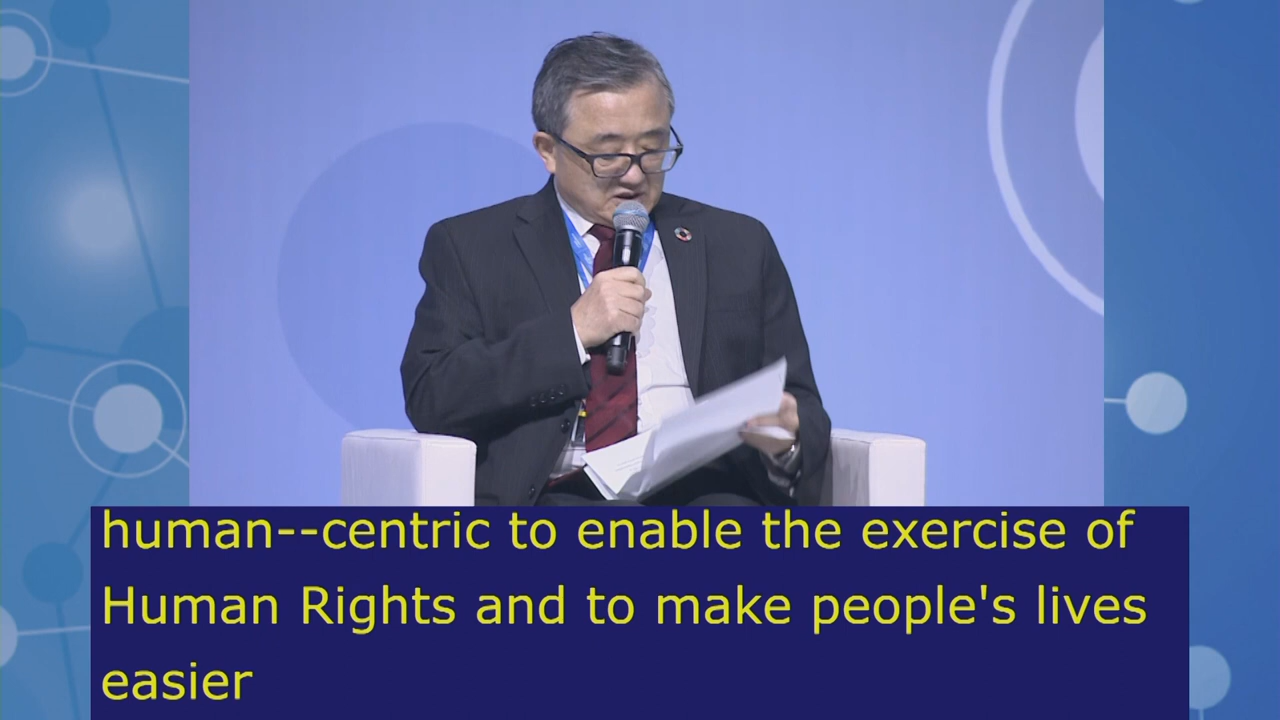 human--centric to enable the exercise of
Human Rights and to make people's lives
easier